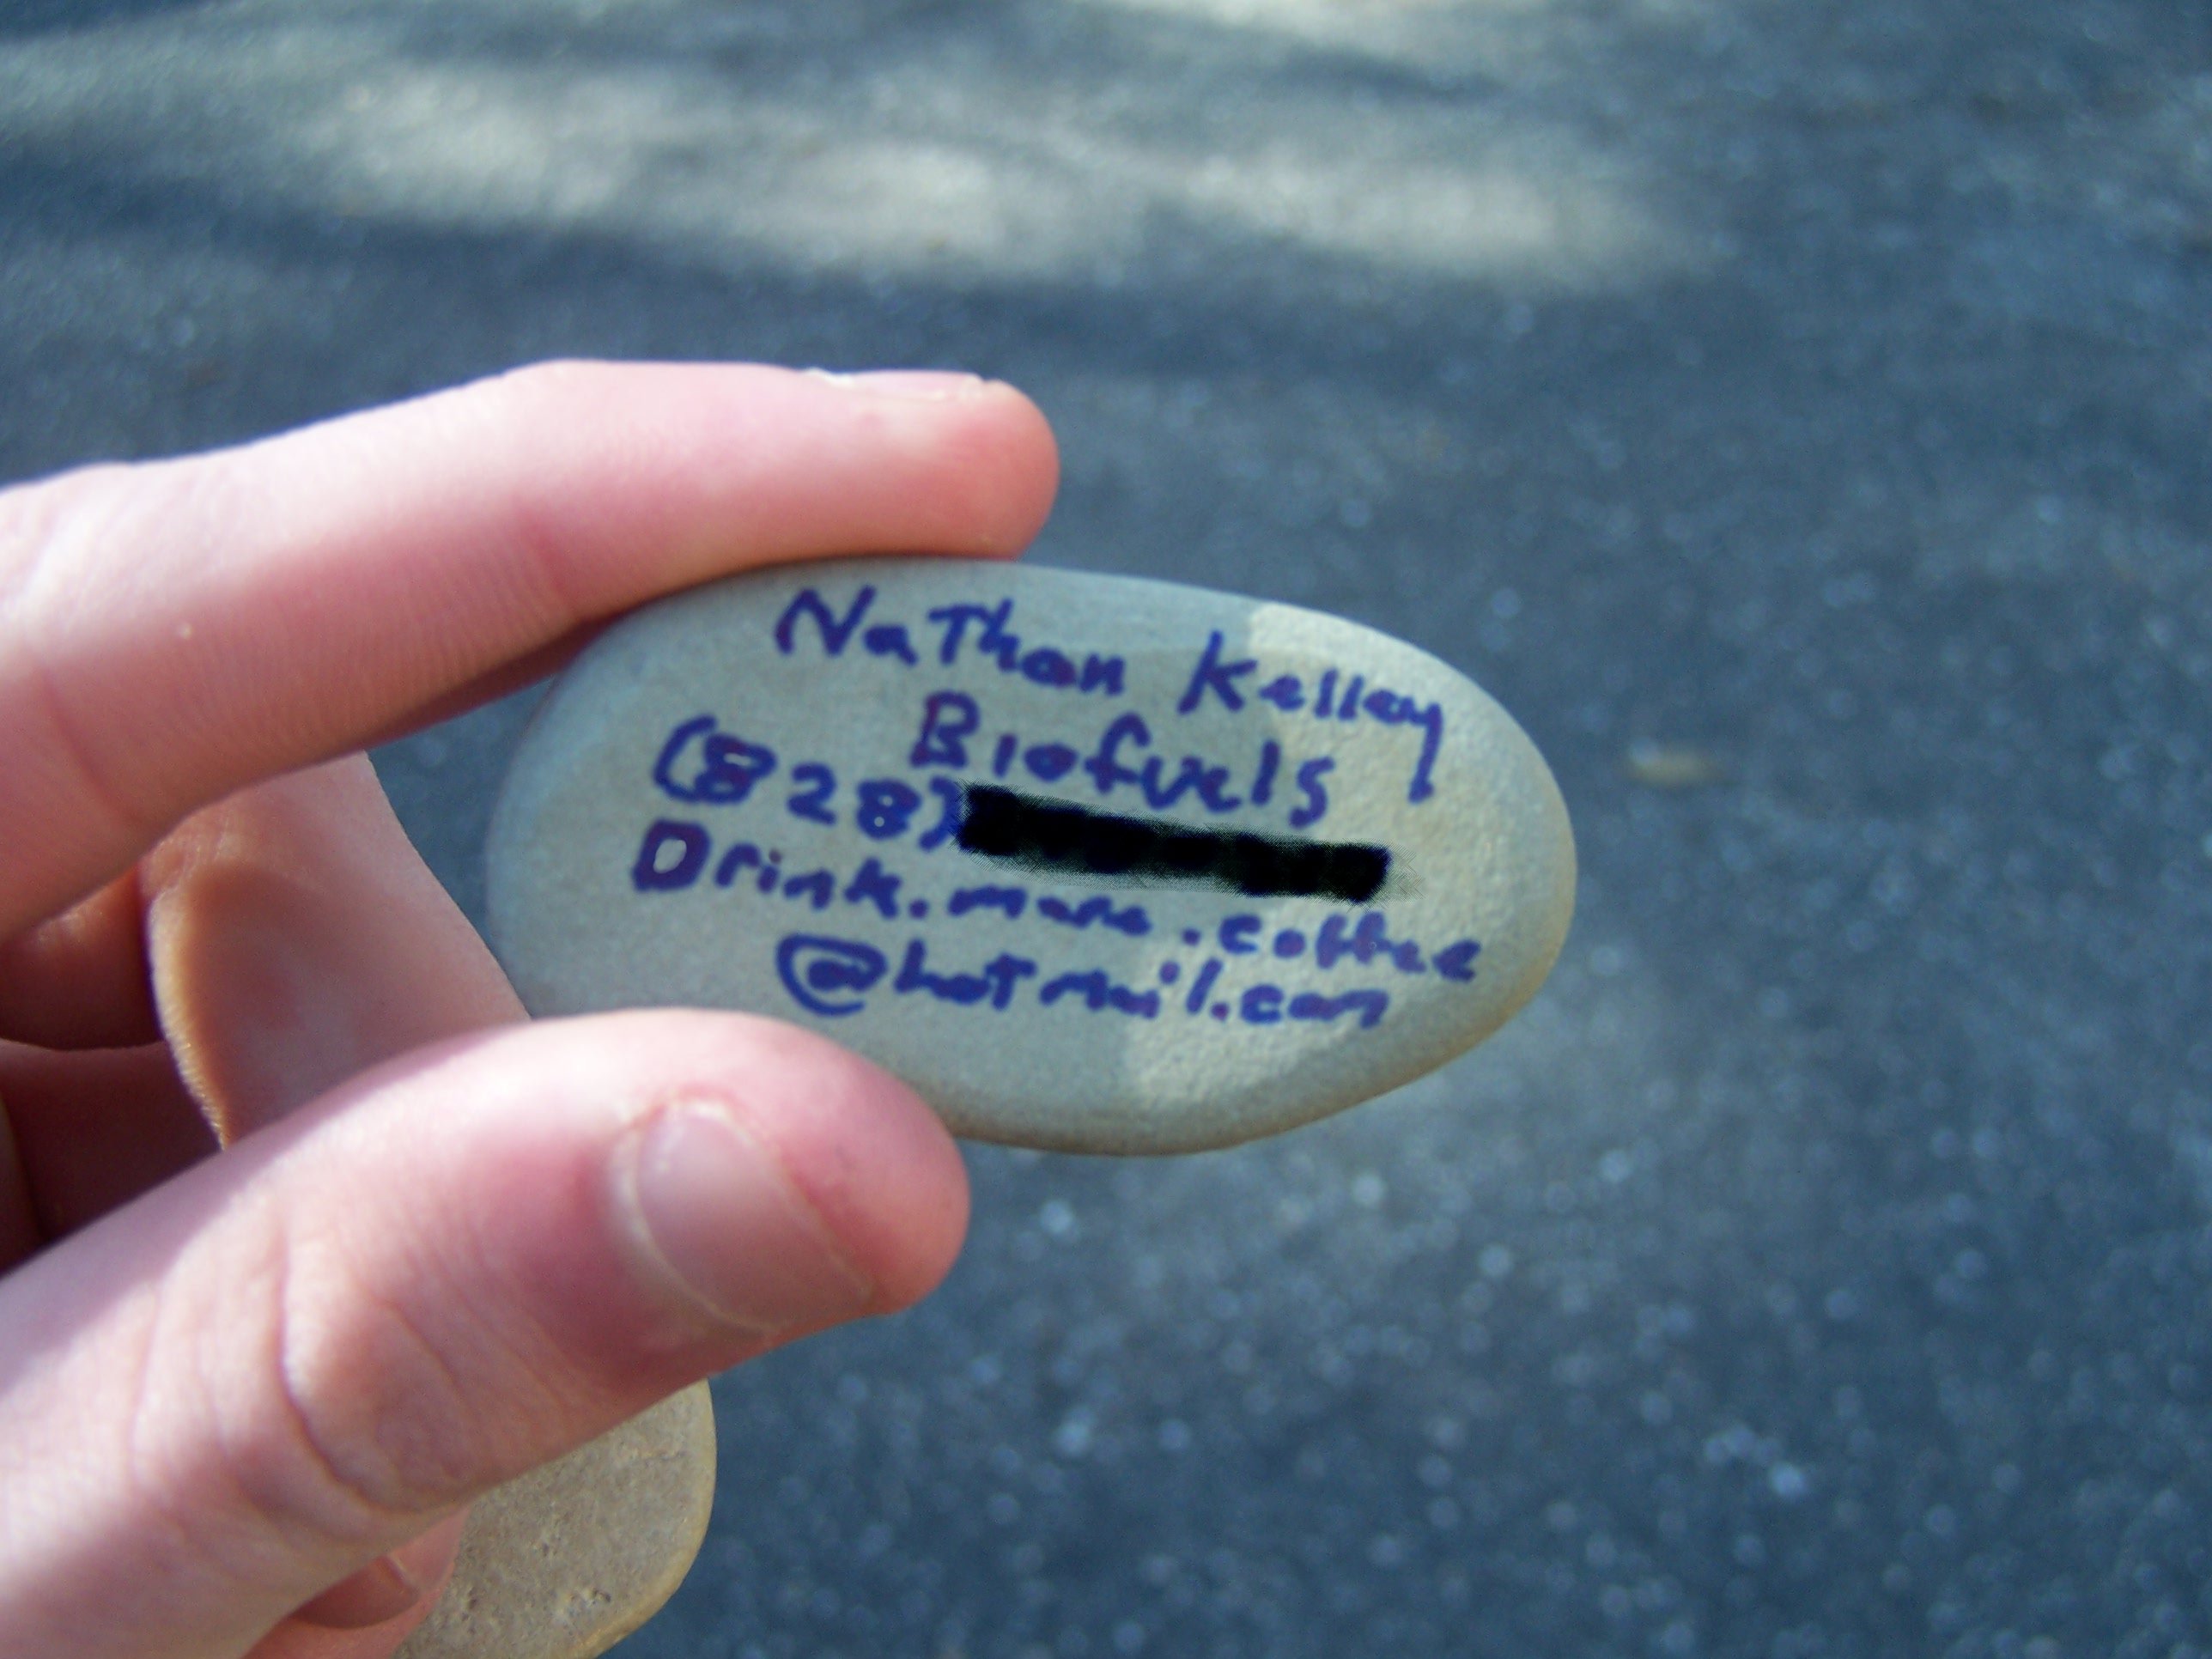 Nathan Kelley
Biofuels
(828)
Drink.more.coffee
@hotmail.com